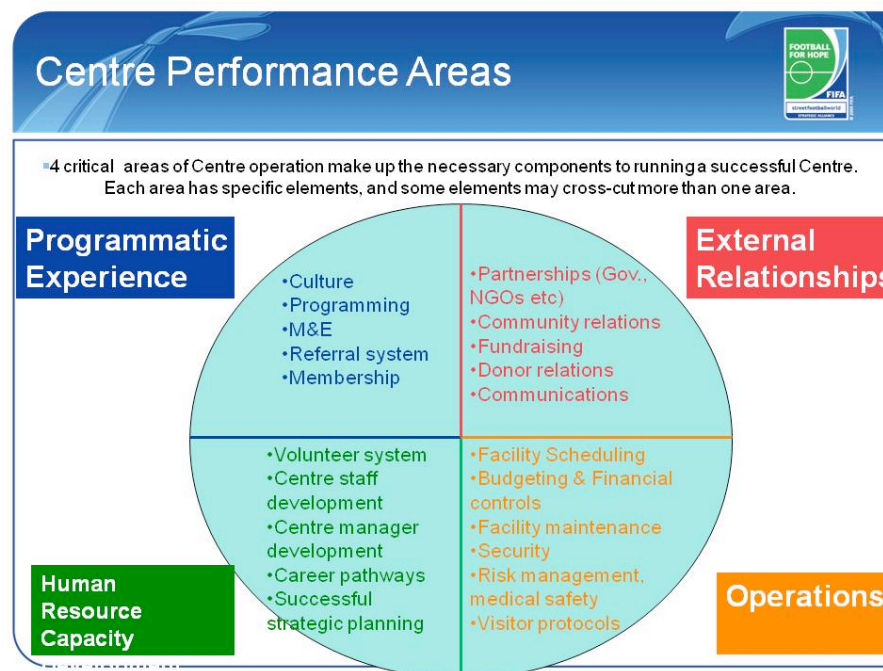 Centre Performance Areas
FOOTBALL
FOR HOPE
FIFA
streetfootballworld
STRATEGIC ALLIANCE
▪4 critical areas of Centre operation make up the necessary components to running a successful Centre.
Each area has specific elements, and some elements may cross-cut more than one area.
Programmatic
Experience
External
Relationships
•Culture
•Programming
•M&E
•Referral system
•Membership
•Partnerships (Gov.,
NGOs etc)
•Community relations
•Fundraising
•Donor relations
•Communications
•Volunteer system
•Centre staff
development
•Centre manager
development
•Career pathways
•Successful
strategic planning
•Facility Scheduling
•Budgeting & Financial
controls
•Facility maintenance
•Security
•Risk management,
medical safety
•Visitor protocols
Human
Resource
Capacity
Development
Operations